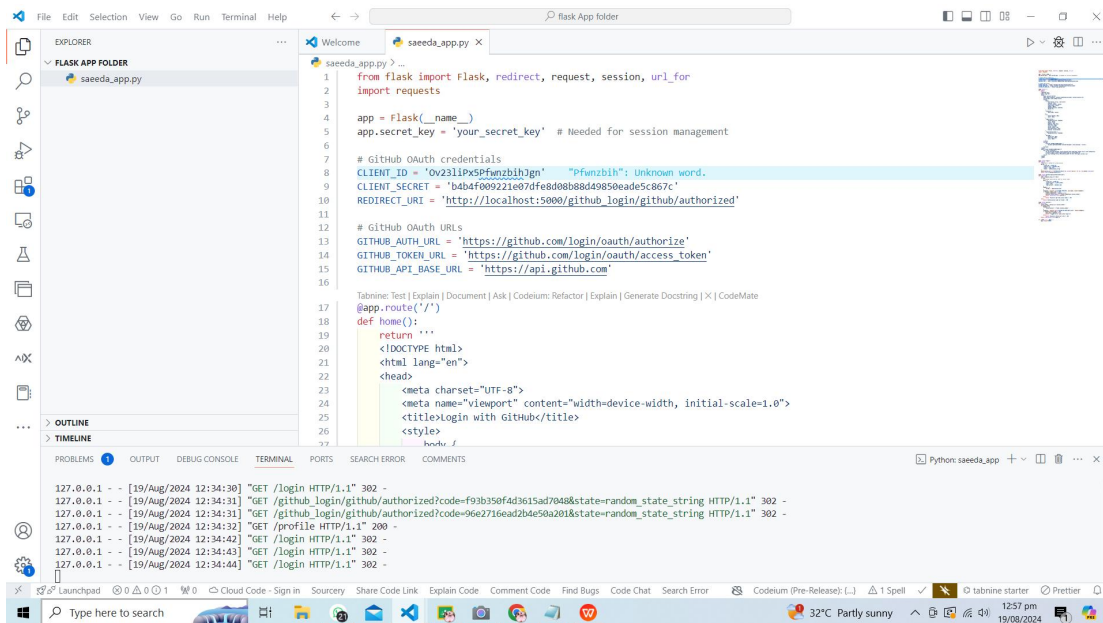 File Edit Selection View Go Run Terminal Help
flask App folder
EXPLORER
Welcome
saeeda_app.py
FLASK APP FOLDER
saeeda_app.py
saeeda_app.py > ...
1 from flask import Flask, redirect, request, session, url_for
2 import requests
3
4 app = Flask(__name__)
5 app.secret_key = 'your_secret_key' # Needed for session management
6
7 # GitHub OAuth credentials
8 CLIENT_ID = 'Ov23liPx5PfwnzbihJgn' "Pfwnzbih": Unknown word.
9 CLIENT_SECRET = 'b4b4f009221e07dfe8d08b88d49850eade5c867c'
10 REDIRECT_URI = 'http://localhost:5000/github_login/github/authorized'
11
12 # GitHub OAuth URLs
13 GITHUB_AUTH_URL = 'https://github.com/login/oauth/authorize'
14 GITHUB_TOKEN_URL = 'https://github.com/login/oauth/access_token'
15 GITHUB_API_BASE_URL = 'https://api.github.com'
16
Tabnine: Test | Explain | Document | Ask | Codeium: Refactor | Explain | Generate Docstring | X | CodeMate
17 @app.route('/')
18 def home():
19 return '''
20 <!DOCTYPE html>
21 <html lang="en">
22 <head>
23 <meta charset="UTF-8">
24 <meta name="viewport" content="width=device-width, initial-scale=1.0">
25 <title>Login with GitHub</title>
26 <style>
27 body {
OUTLINE
TIMELINE
PROBLEMS 1 OUTPUT DEBUG CONSOLE TERMINAL PORTS SEARCH ERROR COMMENTS
Python: saeeda_app
127.0.0.1 - - [19/Aug/2024 12:34:30] "GET /login HTTP/1.1" 302 -
127.0.0.1 - - [19/Aug/2024 12:34:31] "GET /github_login/github/authorized?code=f93b350f4d3615ad7048&state=random_state_string HTTP/1.1" 302 -
127.0.0.1 - - [19/Aug/2024 12:34:31] "GET /github_login/github/authorized?code=96e2716ead2b4e50a201&state=random_state_string HTTP/1.1" 302 -
127.0.0.1 - - [19/Aug/2024 12:34:32] "GET /profile HTTP/1.1" 200 -
127.0.0.1 - - [19/Aug/2024 12:34:42] "GET /login HTTP/1.1" 302 -
127.0.0.1 - - [19/Aug/2024 12:34:43] "GET /login HTTP/1.1" 302 -
127.0.0.1 - - [19/Aug/2024 12:34:44] "GET /login HTTP/1.1" 302 -
Launchpad 0 0 1 0 Cloud Code - Sign in Sourcery Share Code Link Explain Code Comment Code Find Bugs Code Chat Search Error Codeium (Pre-Release): {...} 1 Spell tabnine starter Prettier
Type here to search
32°C Partly sunny
12:57 pm
19/08/2024